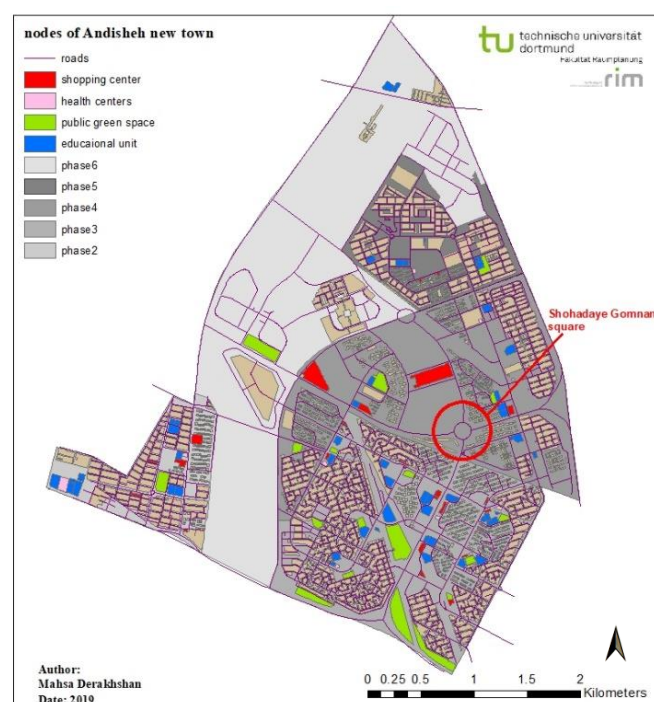 nodes of Andisheh new town
roads
shopping center
health centers
public green space
educaional unit
phase6
phase5
phase4
phase3
phase2
tu technische universität
dortmund
Fakultät Raumplanung
rim
Shohadaye Gomnan
square
Author:
Mahsa Derakhshan
Date: 2019
0 0.25 0.5 1 1.5 2
Kilometers